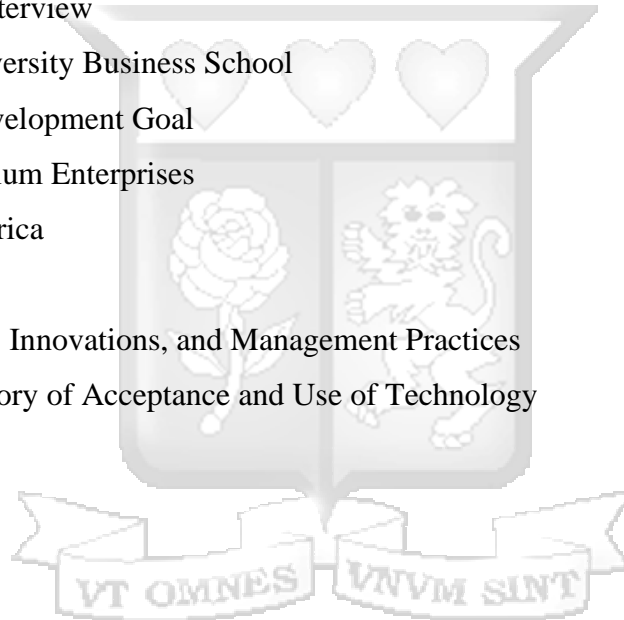 terview
versity Business School
velopment Goal
ium Enterprises
rica
Innovations, and Management Practices
ory of Acceptance and Use of Technology
VT OMNES VNVM SINT